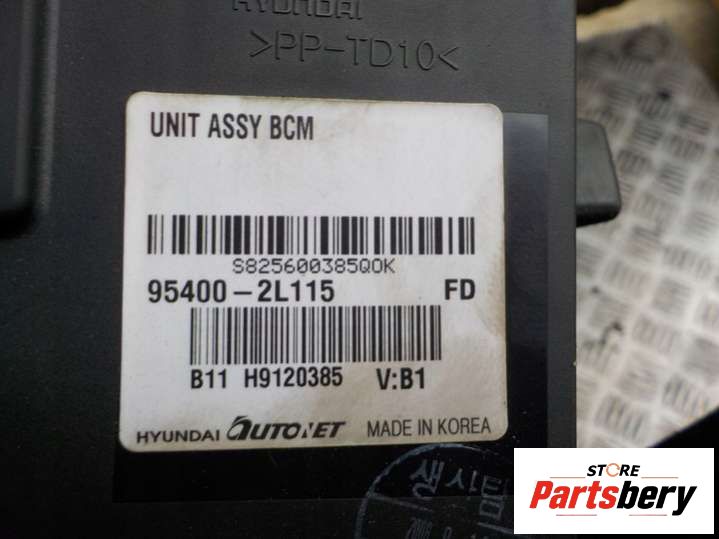 HYUNDAI
>PP-TD10<
UNIT ASSY BCM
S825600385QOK
95400-2L115 FD
B11 H9120385 V:B1
HYUNDAI AUTONET MADE IN KOREA
STORE
Partsbery